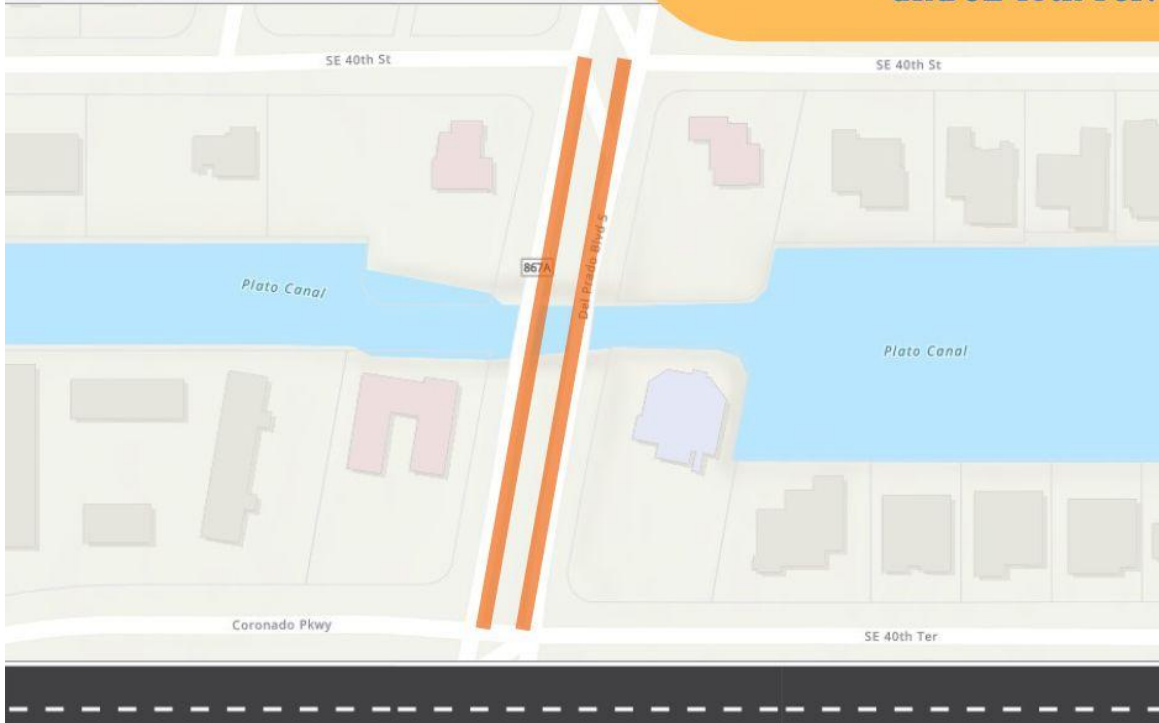 SE 40th St
SE 40th St
867A
Del Prado Blvd S
Plato Canal
Plato Canal
Coronado Pkwy
SE 40th Ter